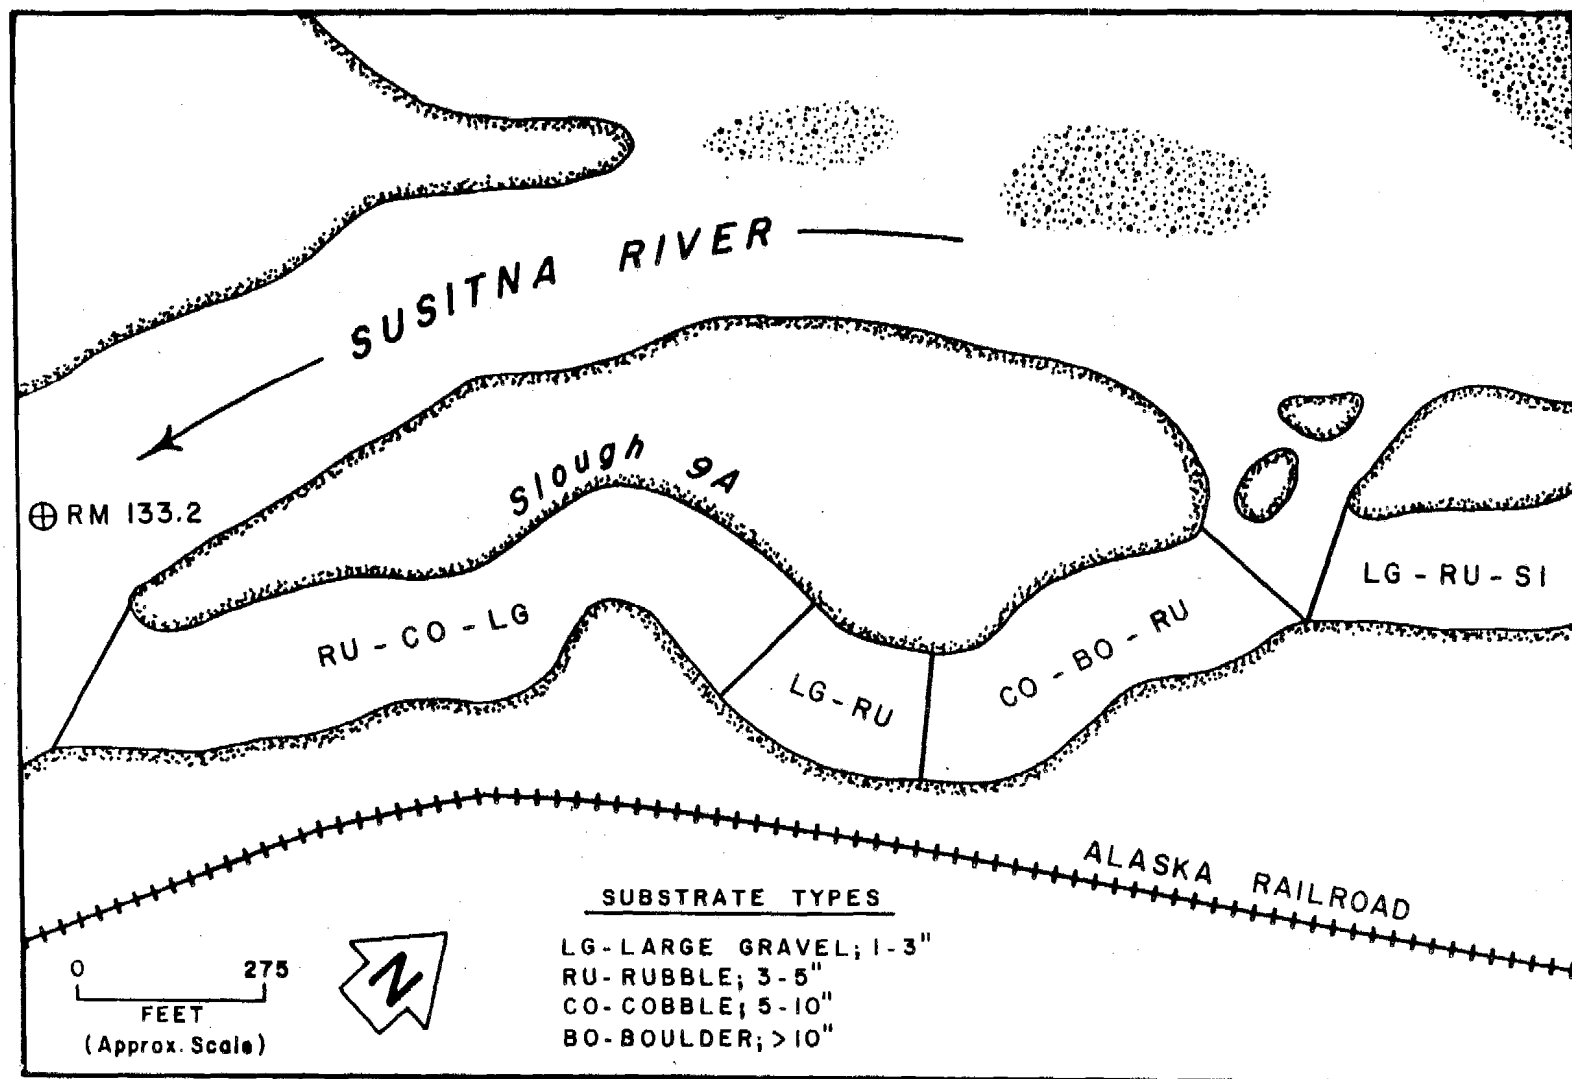 SUSITNA RIVER
Slough 9A
RM 133.2
LG - RU - SI
RU - CO - LG
CO - BO - RU
LG - RU
ALASKA RAILROAD
SUBSTRATE TYPES
LG-LARGE GRAVEL; 1-3"
RU-RUBBLE; 3-5"
CO-COBBLE; 5-10"
BO-BOULDER; >10"
0 275
FEET
(Approx. Scale)
N